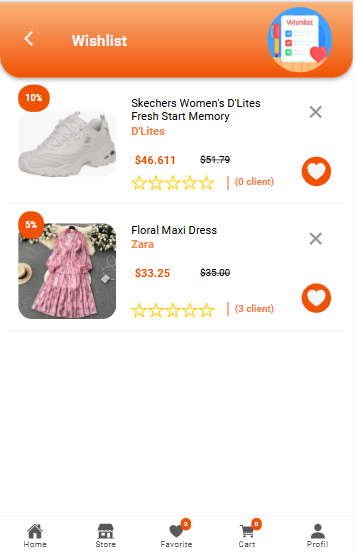 Wishlist
Wishlist
10%
Skechers Women's D'Lites
Fresh Start Memory
D'Lites
$46.611 $51.79
(0 client)
5%
Floral Maxi Dress
Zara
$33.25 $35.00
(3 client)
2
0
Home Store Favorite Cart Profil